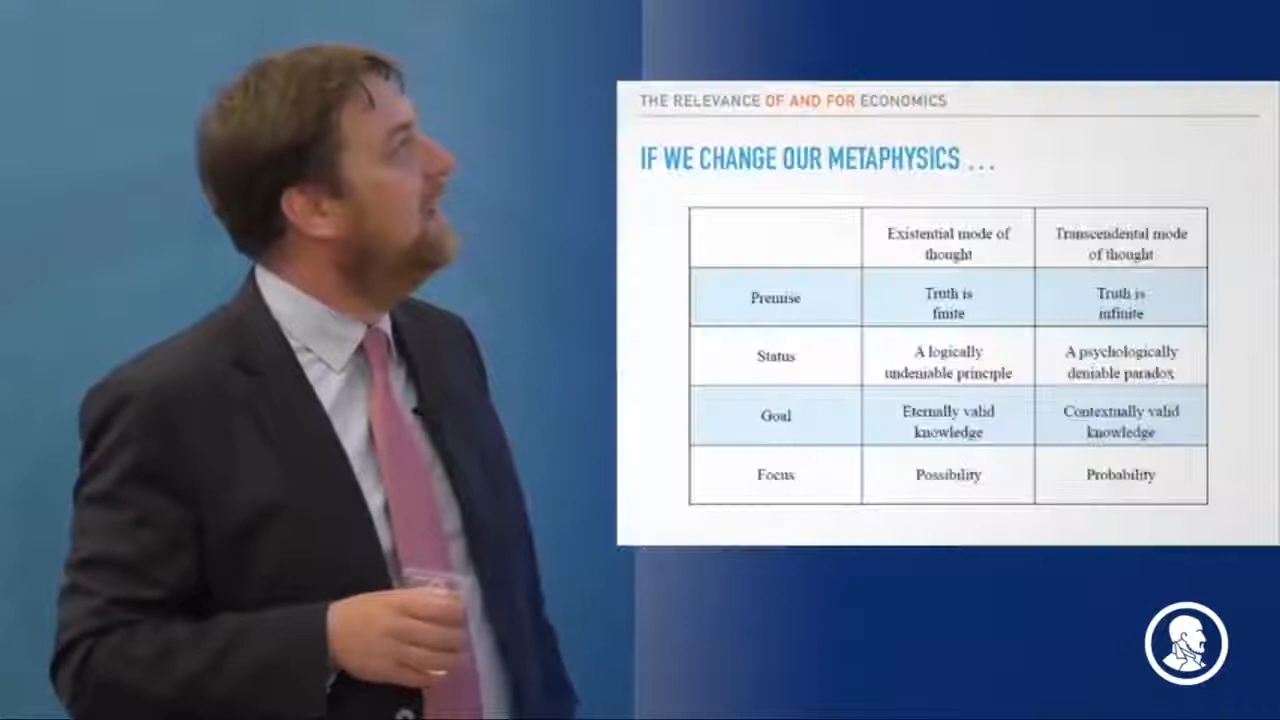 THE RELEVANCE OF AND FOR ECONOMICS
IF WE CHANGE OUR METAPHYSICS ...
Existential mode of
thought
Transcendental mode
of thought
Premise
Truth is
finite
Truth is
infinite
Status
A logically
undeniable principle
A psychologically
deniable paradox
Goal
Eternally valid
knowledge
Contextually valid
knowledge
Focus
Possibility
Probability